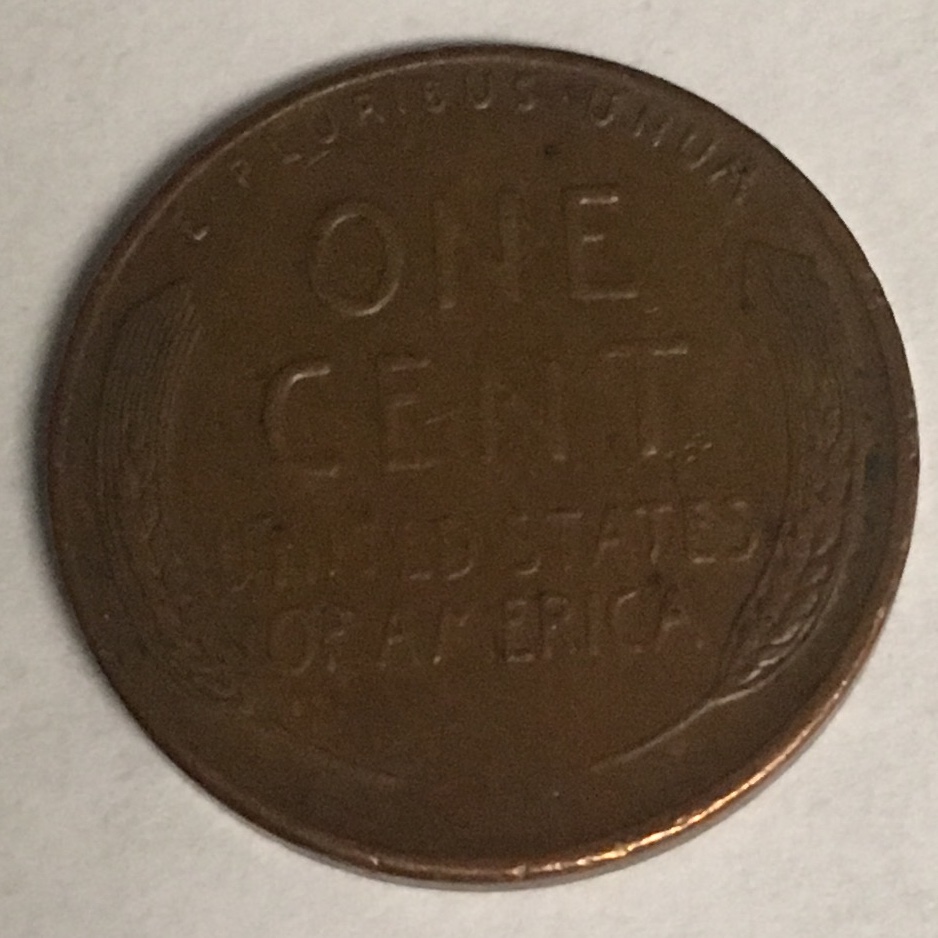 E·PLURIBUS·UNUM
ONE
CENT
UNITED STATES
OF AMERICA